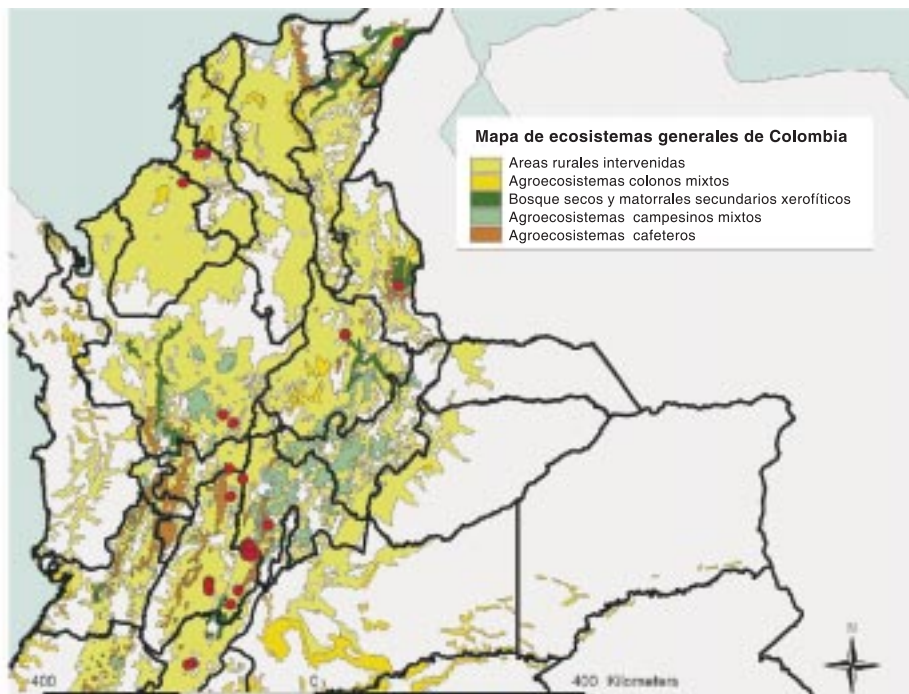 Mapa de ecosistemas generales de Colombia
Areas rurales intervenidas
Agroecosistemas colonos mixtos
Bosque secos y matorrales secundarios xerofíticos
Agroecosistemas campesinos mixtos
Agroecosistemas cafeteros
N
400 0 400 Kilometers